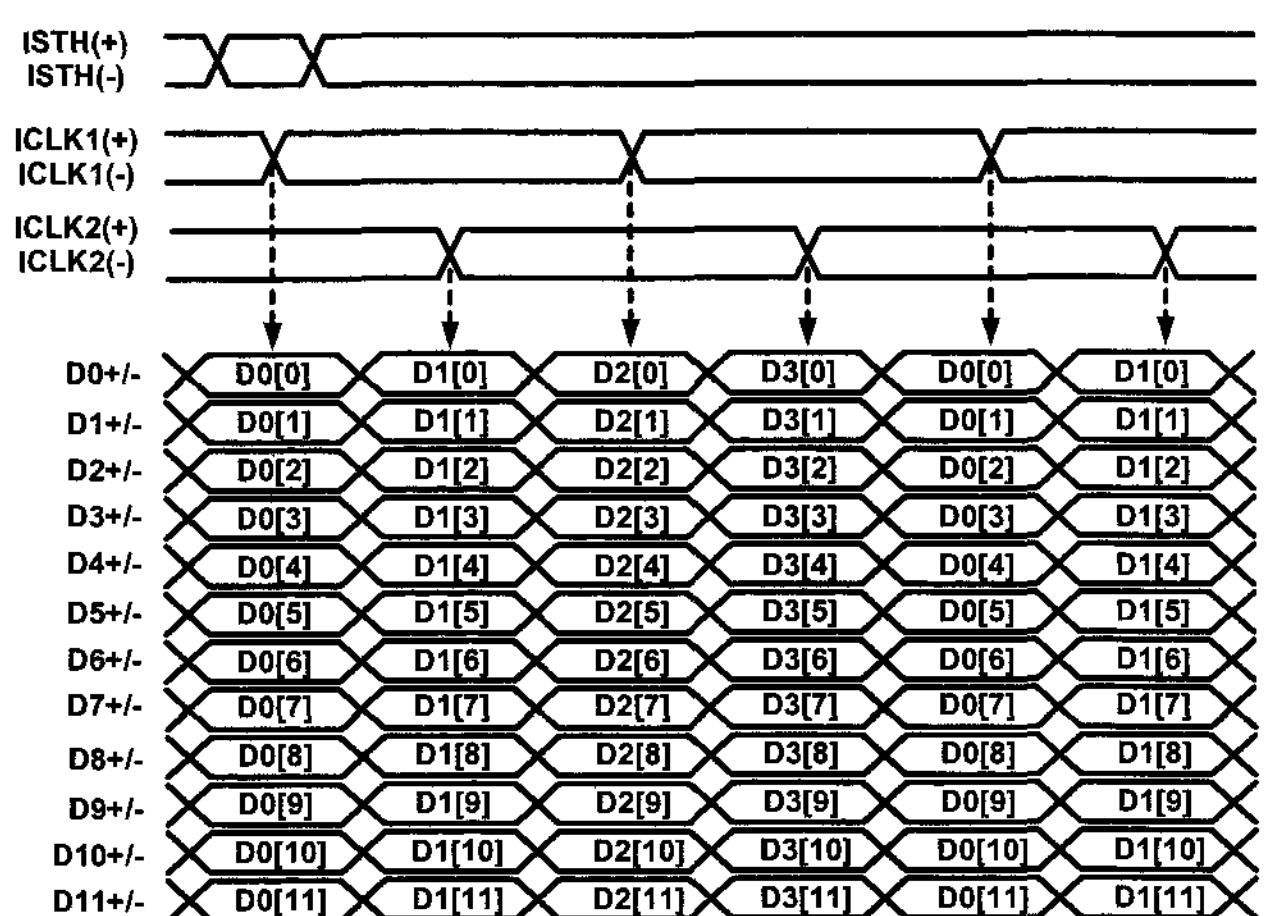 ISTH(+)
ISTH(-)
ICLK1(+)
ICLK1(-)
ICLK2(+)
ICLK2(-)
D0+/- D0[0] D1[0] D2[0] D3[0] D0[0] D1[0]
D1+/- D0[1] D1[1] D2[1] D3[1] D0[1] D1[1]
D2+/- D0[2] D1[2] D2[2] D3[2] D0[2] D1[2]
D3+/- D0[3] D1[3] D2[3] D3[3] D0[3] D1[3]
D4+/- D0[4] D1[4] D2[4] D3[4] D0[4] D1[4]
D5+/- D0[5] D1[5] D2[5] D3[5] D0[5] D1[5]
D6+/- D0[6] D1[6] D2[6] D3[6] D0[6] D1[6]
D7+/- D0[7] D1[7] D2[7] D3[7] D0[7] D1[7]
D8+/- D0[8] D1[8] D2[8] D3[8] D0[8] D1[8]
D9+/- D0[9] D1[9] D2[9] D3[9] D0[9] D1[9]
D10+/- D0[10] D1[10] D2[10] D3[10] D0[10] D1[10]
D11+/- D0[11] D1[11] D2[11] D3[11] D0[11] D1[11]